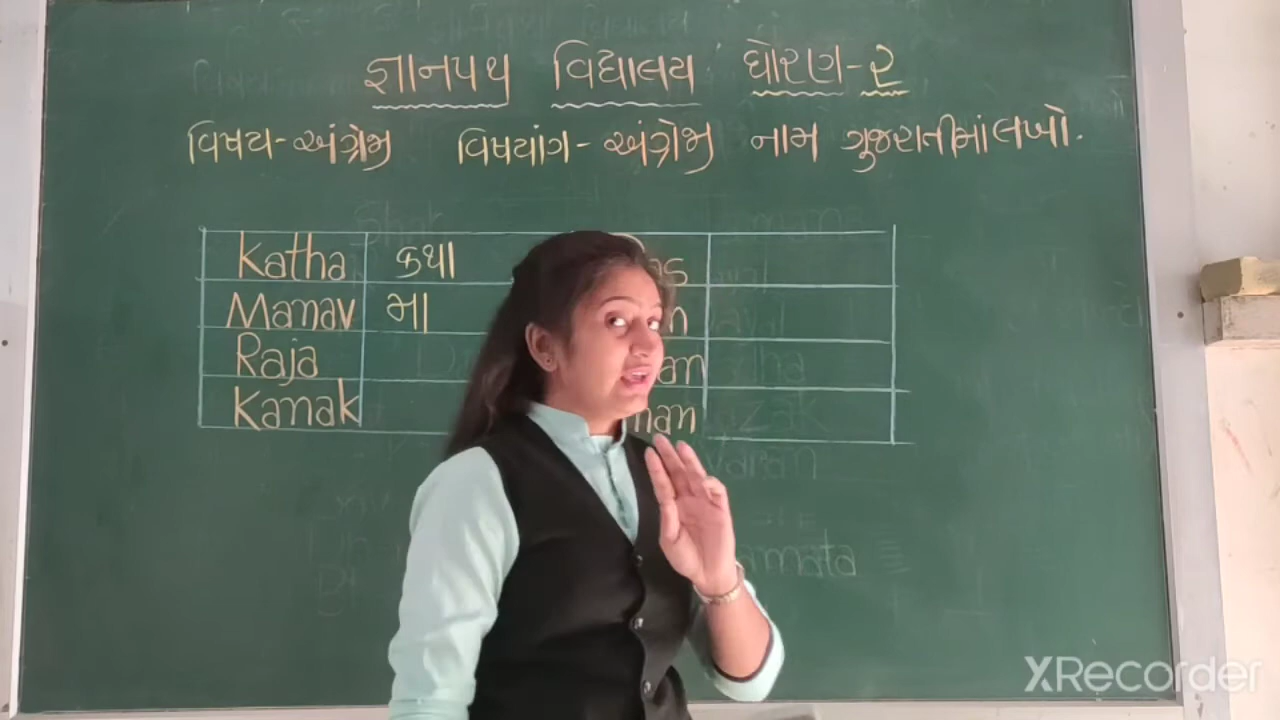 જ્ઞાનપથ વિદ્યાલય ધોરણ-૨
વિષય-અંગ્રેજી વિષયાંગ-અંગ્રેજી નામ ગુજરાતીમાં લખો.
Katha કથા
Manav મા
Raja
Kanak
XRecorder